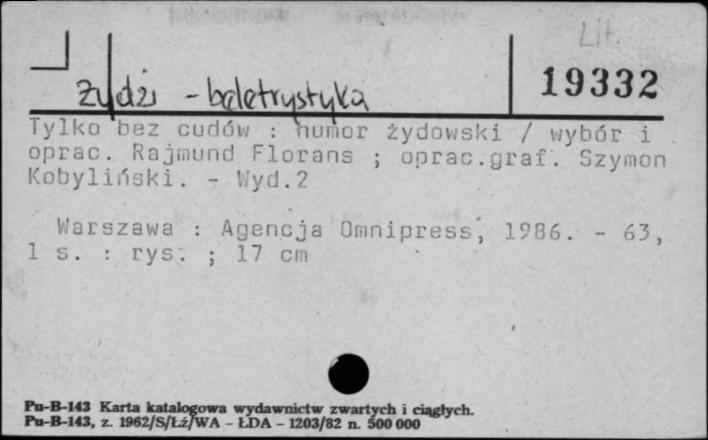 Lit.
19332
Żydzi - beletrystyka
Tylko bez cudów : humor żydowski / wybór i
oprac. Rajmund Florans ; oprac.graf. Szymon
Kobyliński. - Wyd.2
Warszawa : Agencja Omnipress, 1986. - 63,
1 s. : rys. ; 17 cm
Pu-B-143 Karta katalogowa wydawnictw zwartych i ciągłych.
Pu-B-143, z. 1962/S/Łź/WA - ŁDA - 1203/82 n. 500 000